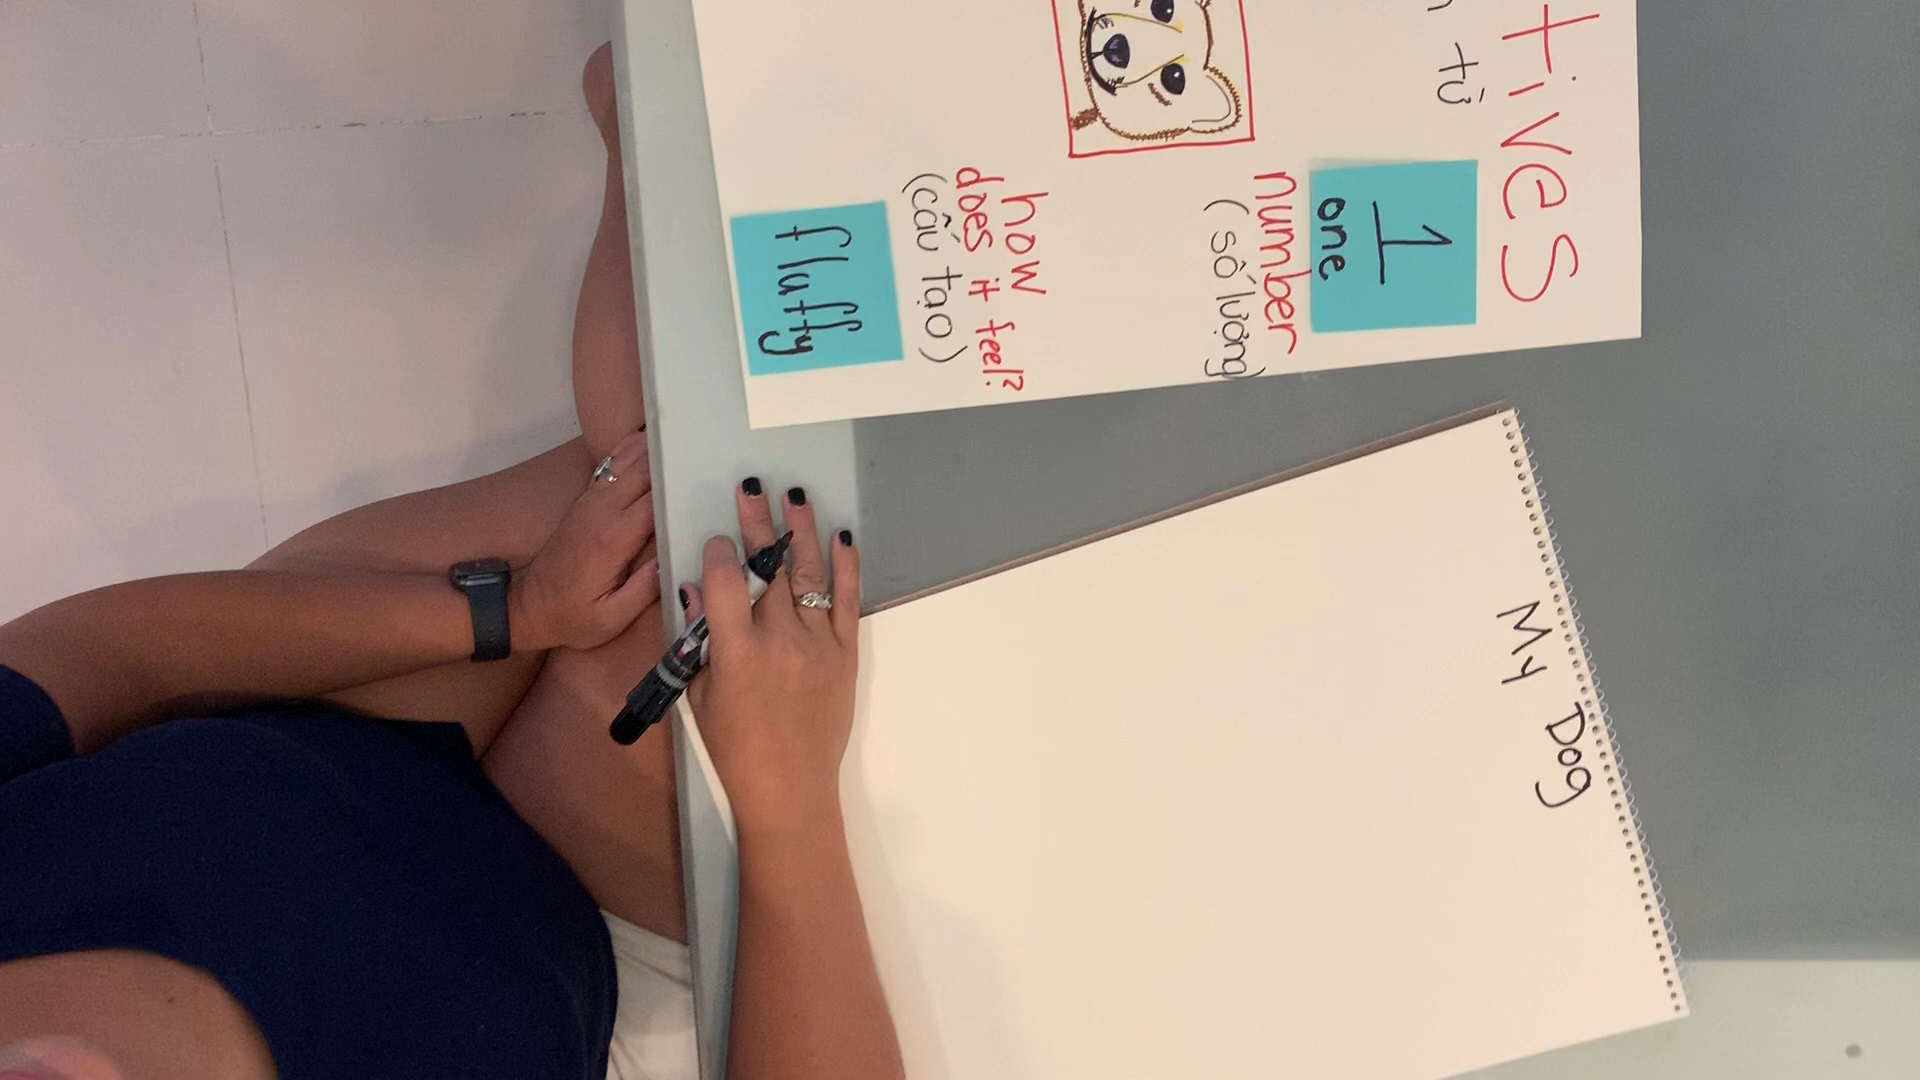 tives
từ
1
one
number
(số lượng)
how
does it feel?
(cấu tạo)
fluffy
My Dog